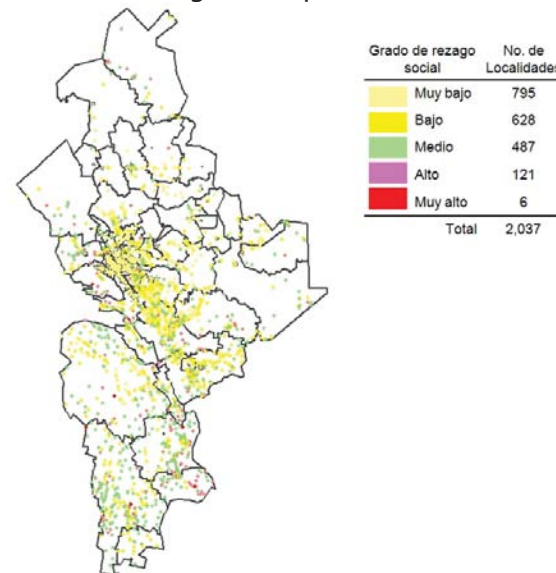 Grado de rezago social No. de Localidades
Muy bajo 795
Bajo 628
Medio 487
Alto 121
Muy alto 6
Total 2,037